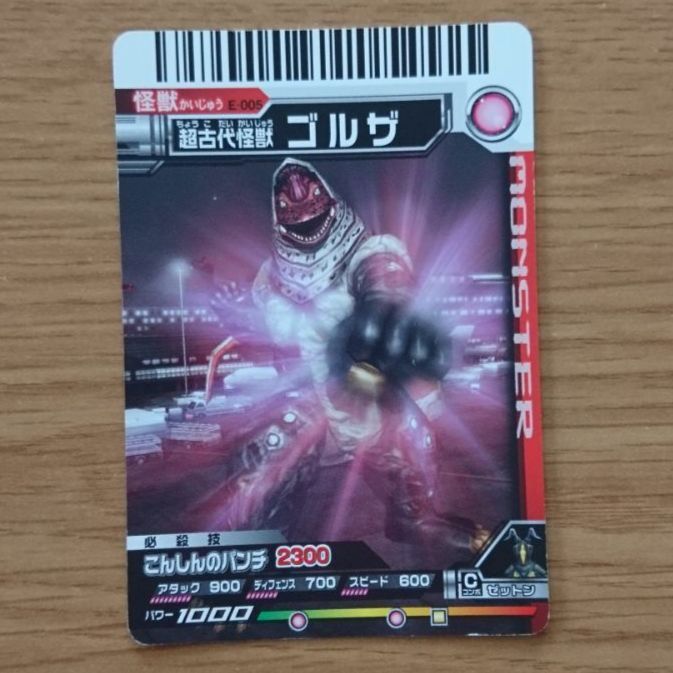 怪獣かいじゅう E-005
ちょう こ だい かいじゅう
超古代怪獣 ゴルザ
MONSTER
必殺技
こんしんのパンチ 2300
アタック 900 ディフェンス 700 スピード 600
パワー 1000
C
コンボ ゼットン